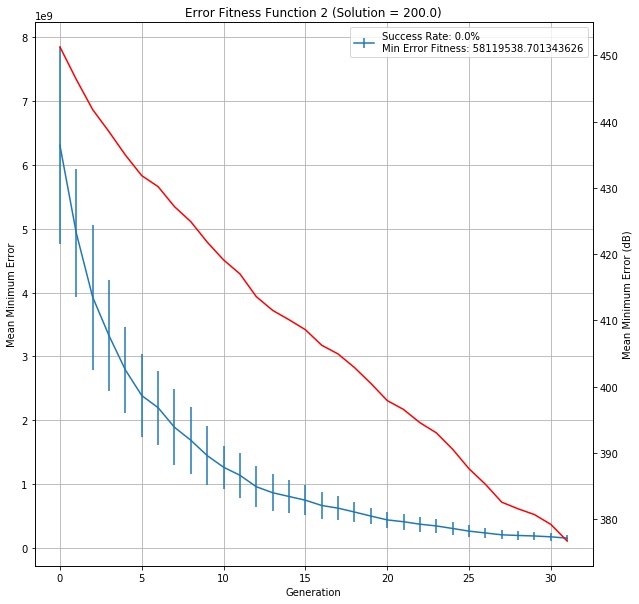 Error Fitness Function 2 (Solution = 200.0)
1e9
Success Rate: 0.0%
Min Error Fitness: 58119538.701343626
8
7
6
5
4
3
2
1
0
Mean Minimum Error
450
440
430
420
410
400
390
380
Mean Minimum Error (dB)
0 5 10 15 20 25 30
Generation